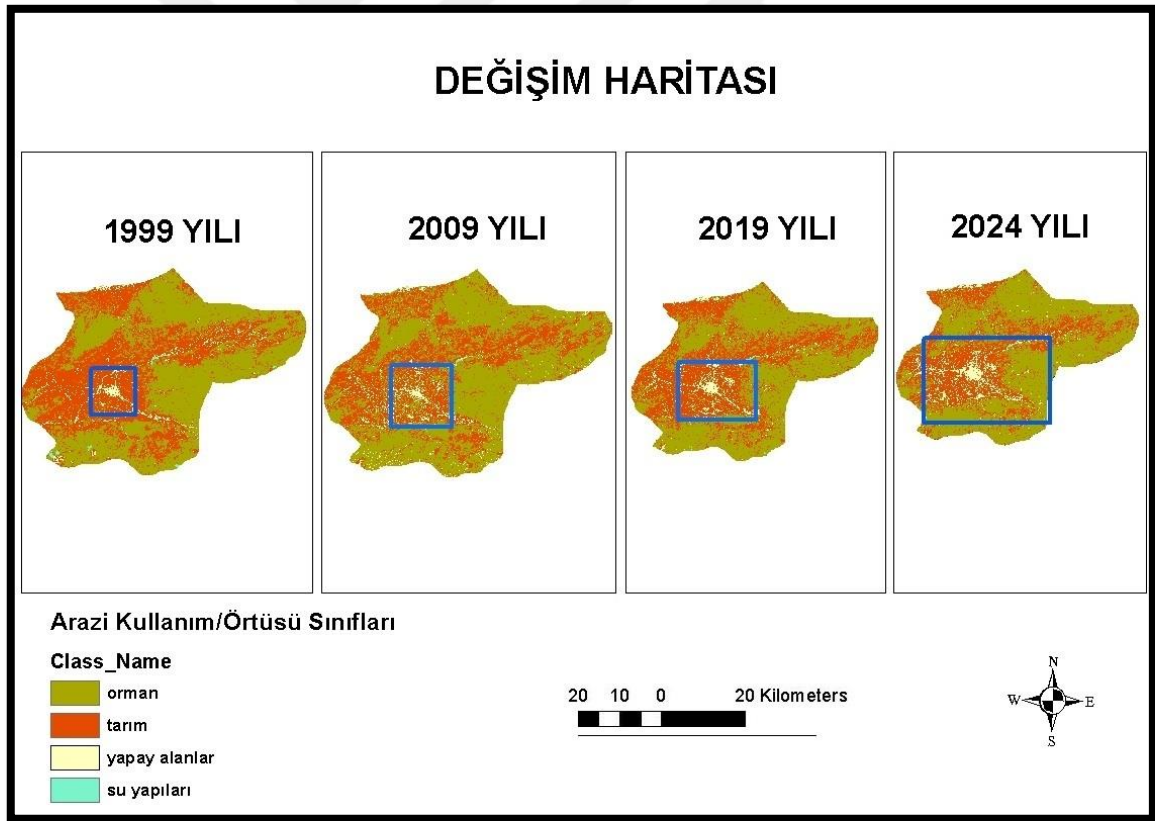 DEĞİŞİM HARİTASI
1999 YILI
2009 YILI
2019 YILI
2024 YILI
Arazi Kullanım/Örtüsü Sınıfları
Class_Name
orman
tarım
yapay alanlar
su yapıları
20 10 0 20 Kilometers
N
W E
S